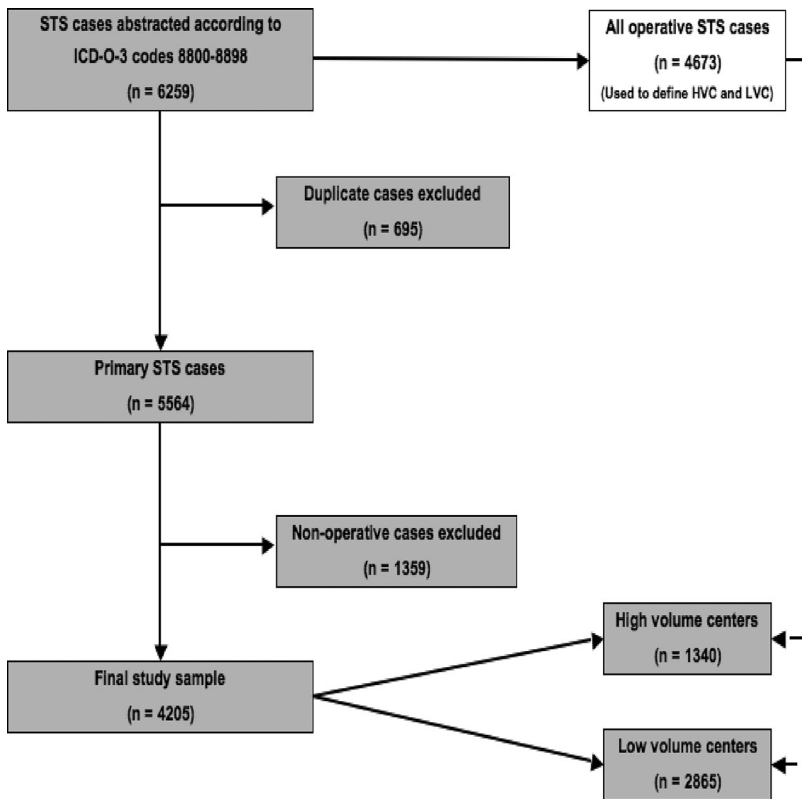 STS cases abstracted according to
ICD-O-3 codes 8800-8898
(n = 6259)
All operative STS cases
(n = 4673)
(Used to define HVC and LVC)
Duplicate cases excluded
(n = 695)
Primary STS cases
(n = 5564)
Non-operative cases excluded
(n = 1359)
Final study sample
(n = 4205)
High volume centers
(n = 1340)
Low volume centers
(n = 2865)